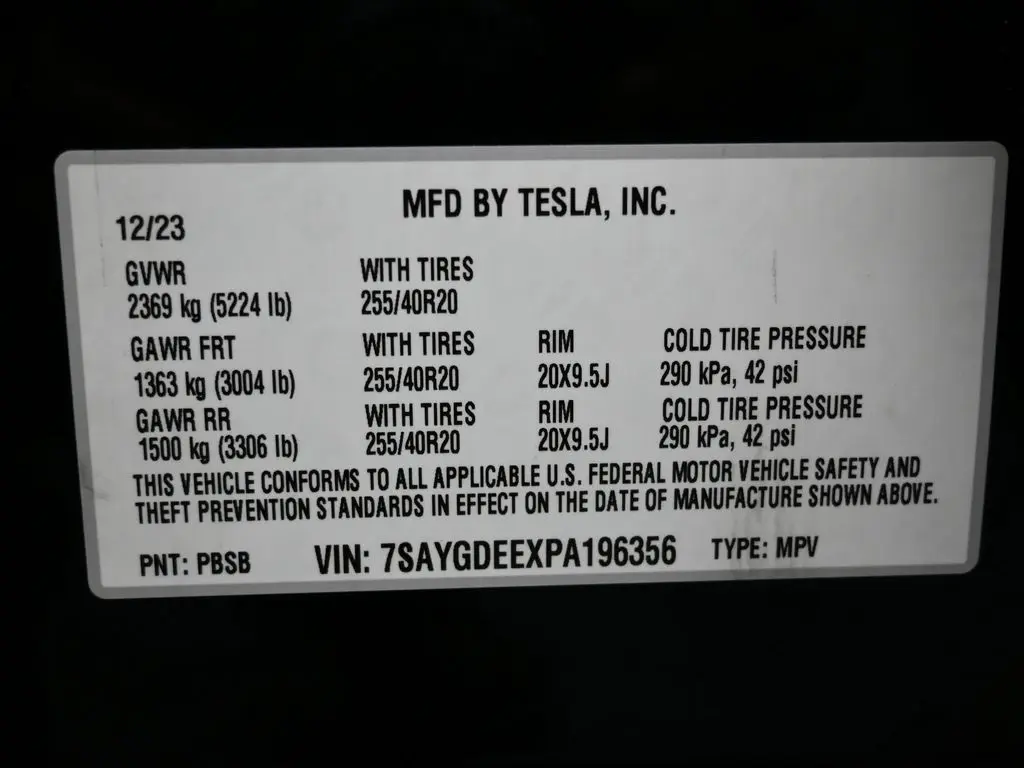 MFD BY TESLA, INC.
12/23
GVWR WITH TIRES
2369 kg (5224 lb) 255/40R20
GAWR FRT WITH TIRES RIM COLD TIRE PRESSURE
1363 kg (3004 lb) 255/40R20 20X9.5J 290 kPa, 42 psi
GAWR RR WITH TIRES RIM COLD TIRE PRESSURE
1500 kg (3306 lb) 255/40R20 20X9.5J 290 kPa, 42 psi
THIS VEHICLE CONFORMS TO ALL APPLICABLE U.S. FEDERAL MOTOR VEHICLE SAFETY AND
THEFT PREVENTION STANDARDS IN EFFECT ON THE DATE OF MANUFACTURE SHOWN ABOVE.
PNT: PBSB VIN: 7SAYGDEEXPA196356 TYPE: MPV